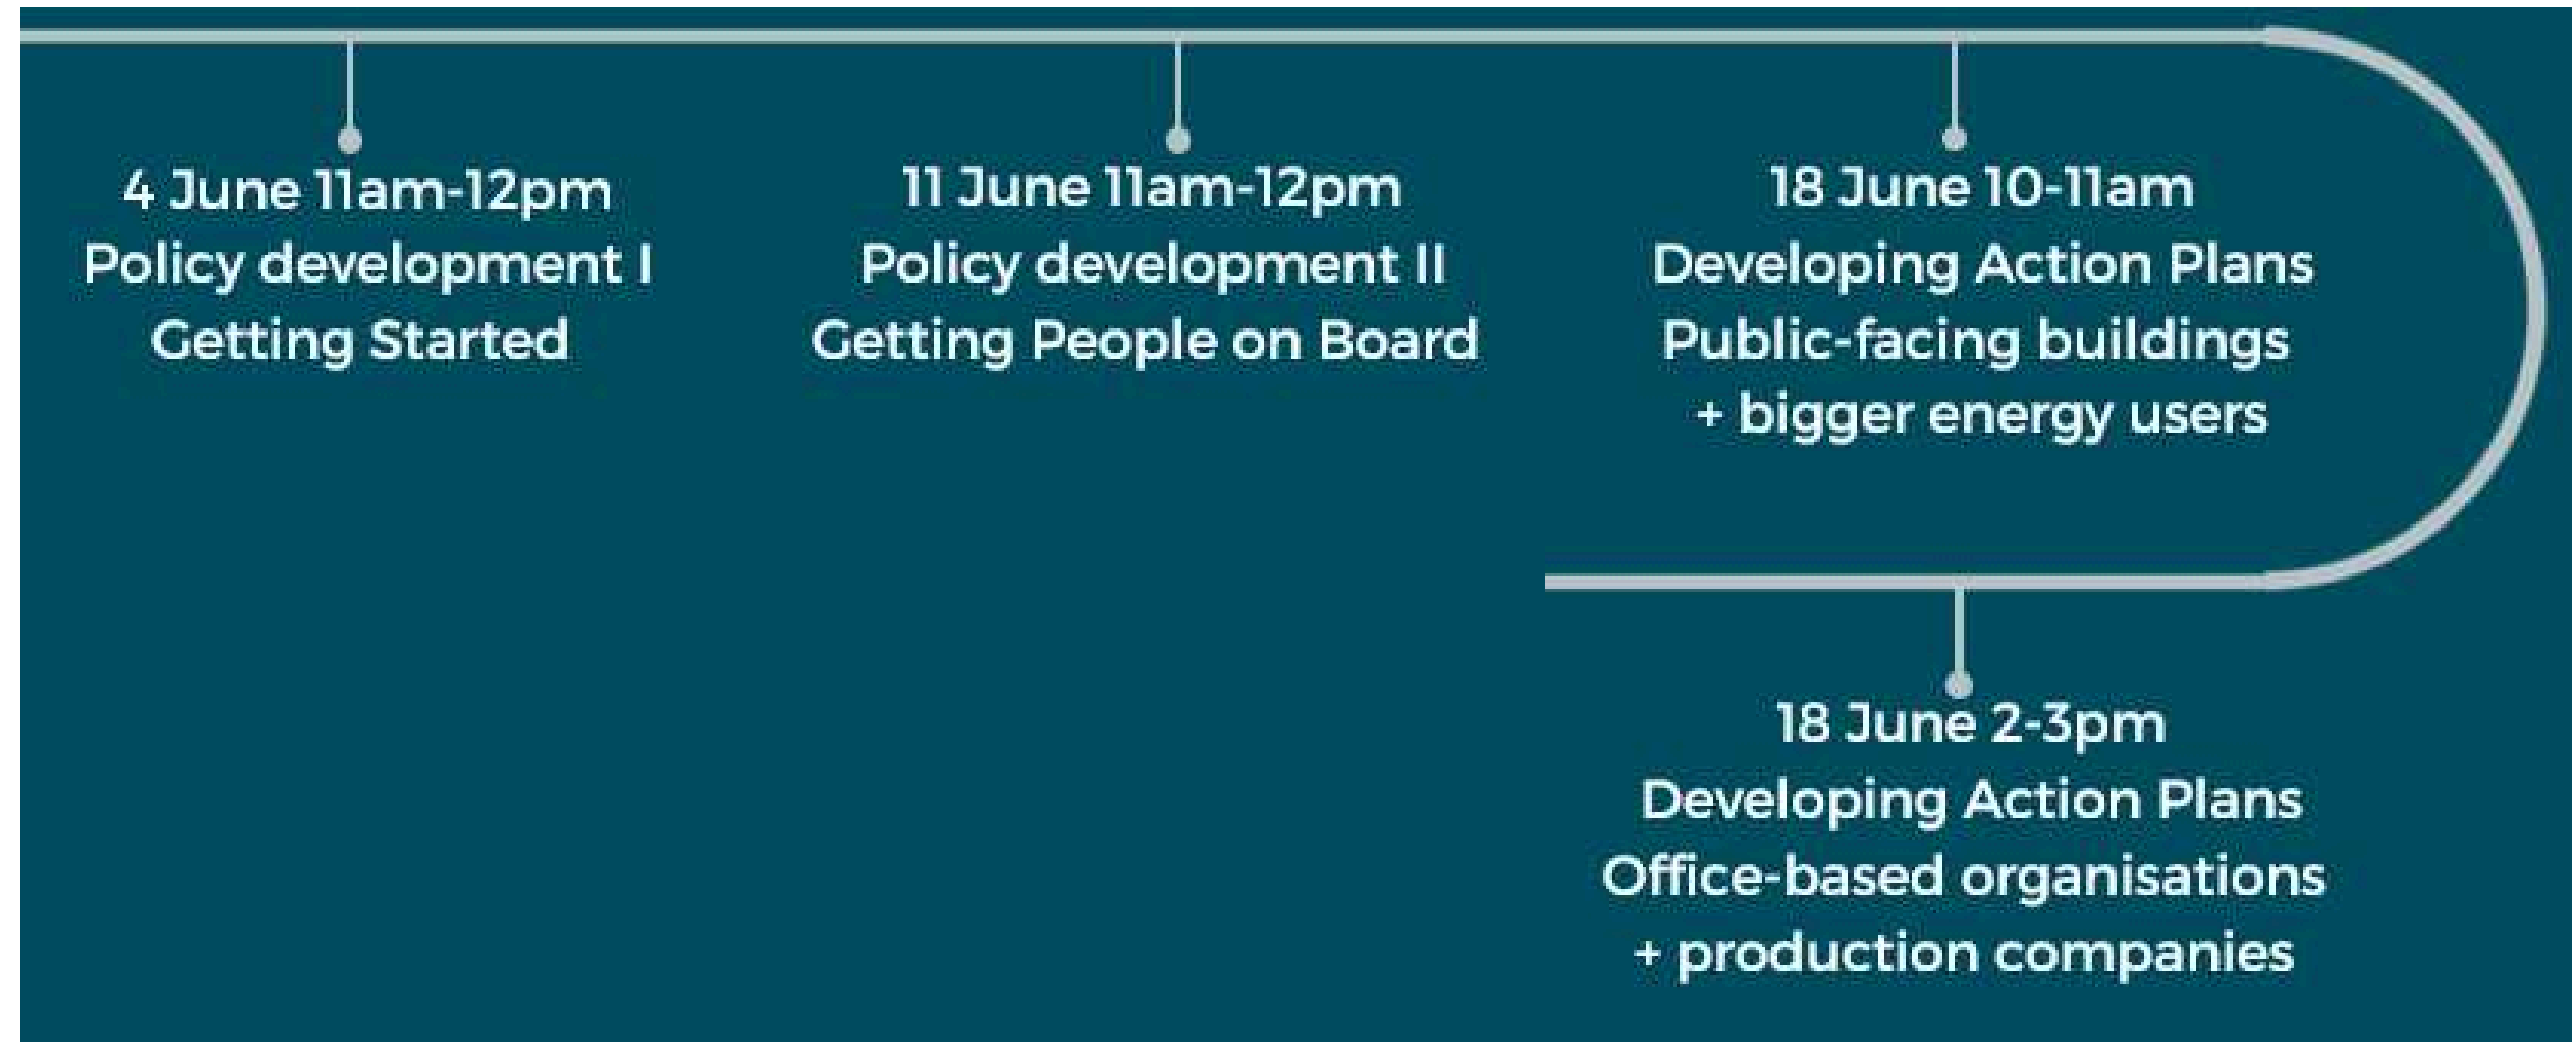 4 June 11am-12pm
Policy development I
Getting Started
11 June 11am-12pm
Policy development II
Getting People on Board
18 June 10-11am
Developing Action Plans
Public-facing buildings
+ bigger energy users
18 June 2-3pm
Developing Action Plans
Office-based organisations
+ production companies